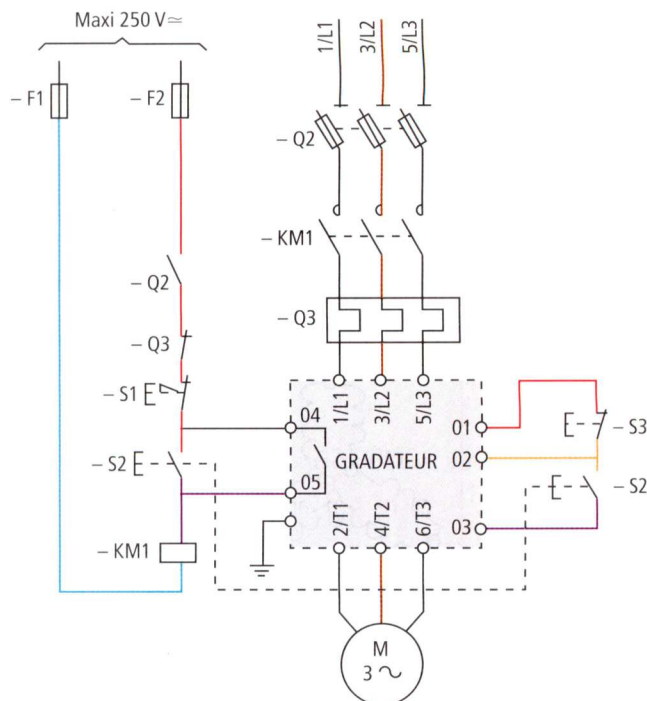 Maxi 250 V≃
– F1
– F2
1/L1
3/L2
5/L3
– Q2
– KM1
– Q3
– Q2
– Q3
– S1
– S2
– KM1
04
05
1/L1
3/L2
5/L3
GRADATEUR
2/T1
4/T2
6/T3
01
02
03
– S3
– S2
M
3 ~